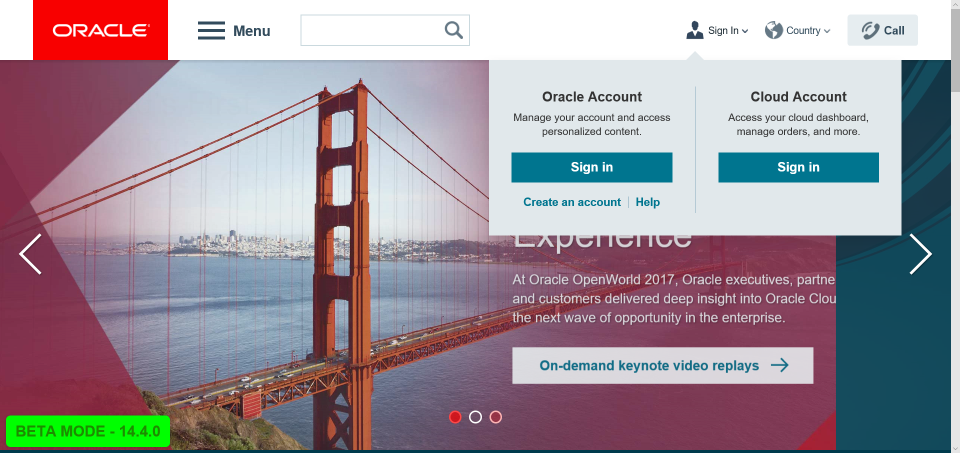 ORACLE
Menu
Sign In
Country
Call
Oracle Account
Manage your account and access
personalized content.
Sign in
Create an account | Help
Cloud Account
Access your cloud dashboard,
manage orders, and more.
Sign in
Experience
At Oracle OpenWorld 2017, Oracle executives, partne
and customers delivered deep insight into Oracle Clou
the next wave of opportunity in the enterprise.
On-demand keynote video replays
BETA MODE - 14.4.0